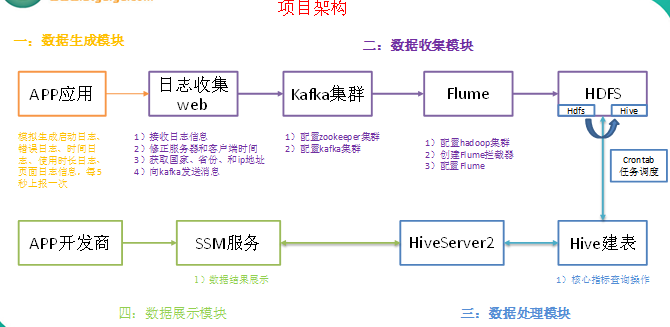 项目架构
一：数据生成模块
二：数据收集模块
APP应用
日志收集
web
Kafka集群
Flume
HDFS
Hdfs
Hive
模拟生成启动日志、
错误日志、时间日
志、使用时长日志、
页面日志信息，每5
秒上报一次
1）接收日志信息
2）修正服务器和客户端时间
3）获取国家、省份、和ip地址
4）向kafka发送消息
1）配置zookeeper集群
2）配置kafka集群
1）配置hadoop集群
2）创建Flume拦截器
3）配置Flume
Crontab
任务调度
APP开发商
SSM服务
HiveServer2
Hive建表
1）数据结果展示
1）核心指标查询操作
四：数据展示模块
三：数据处理模块